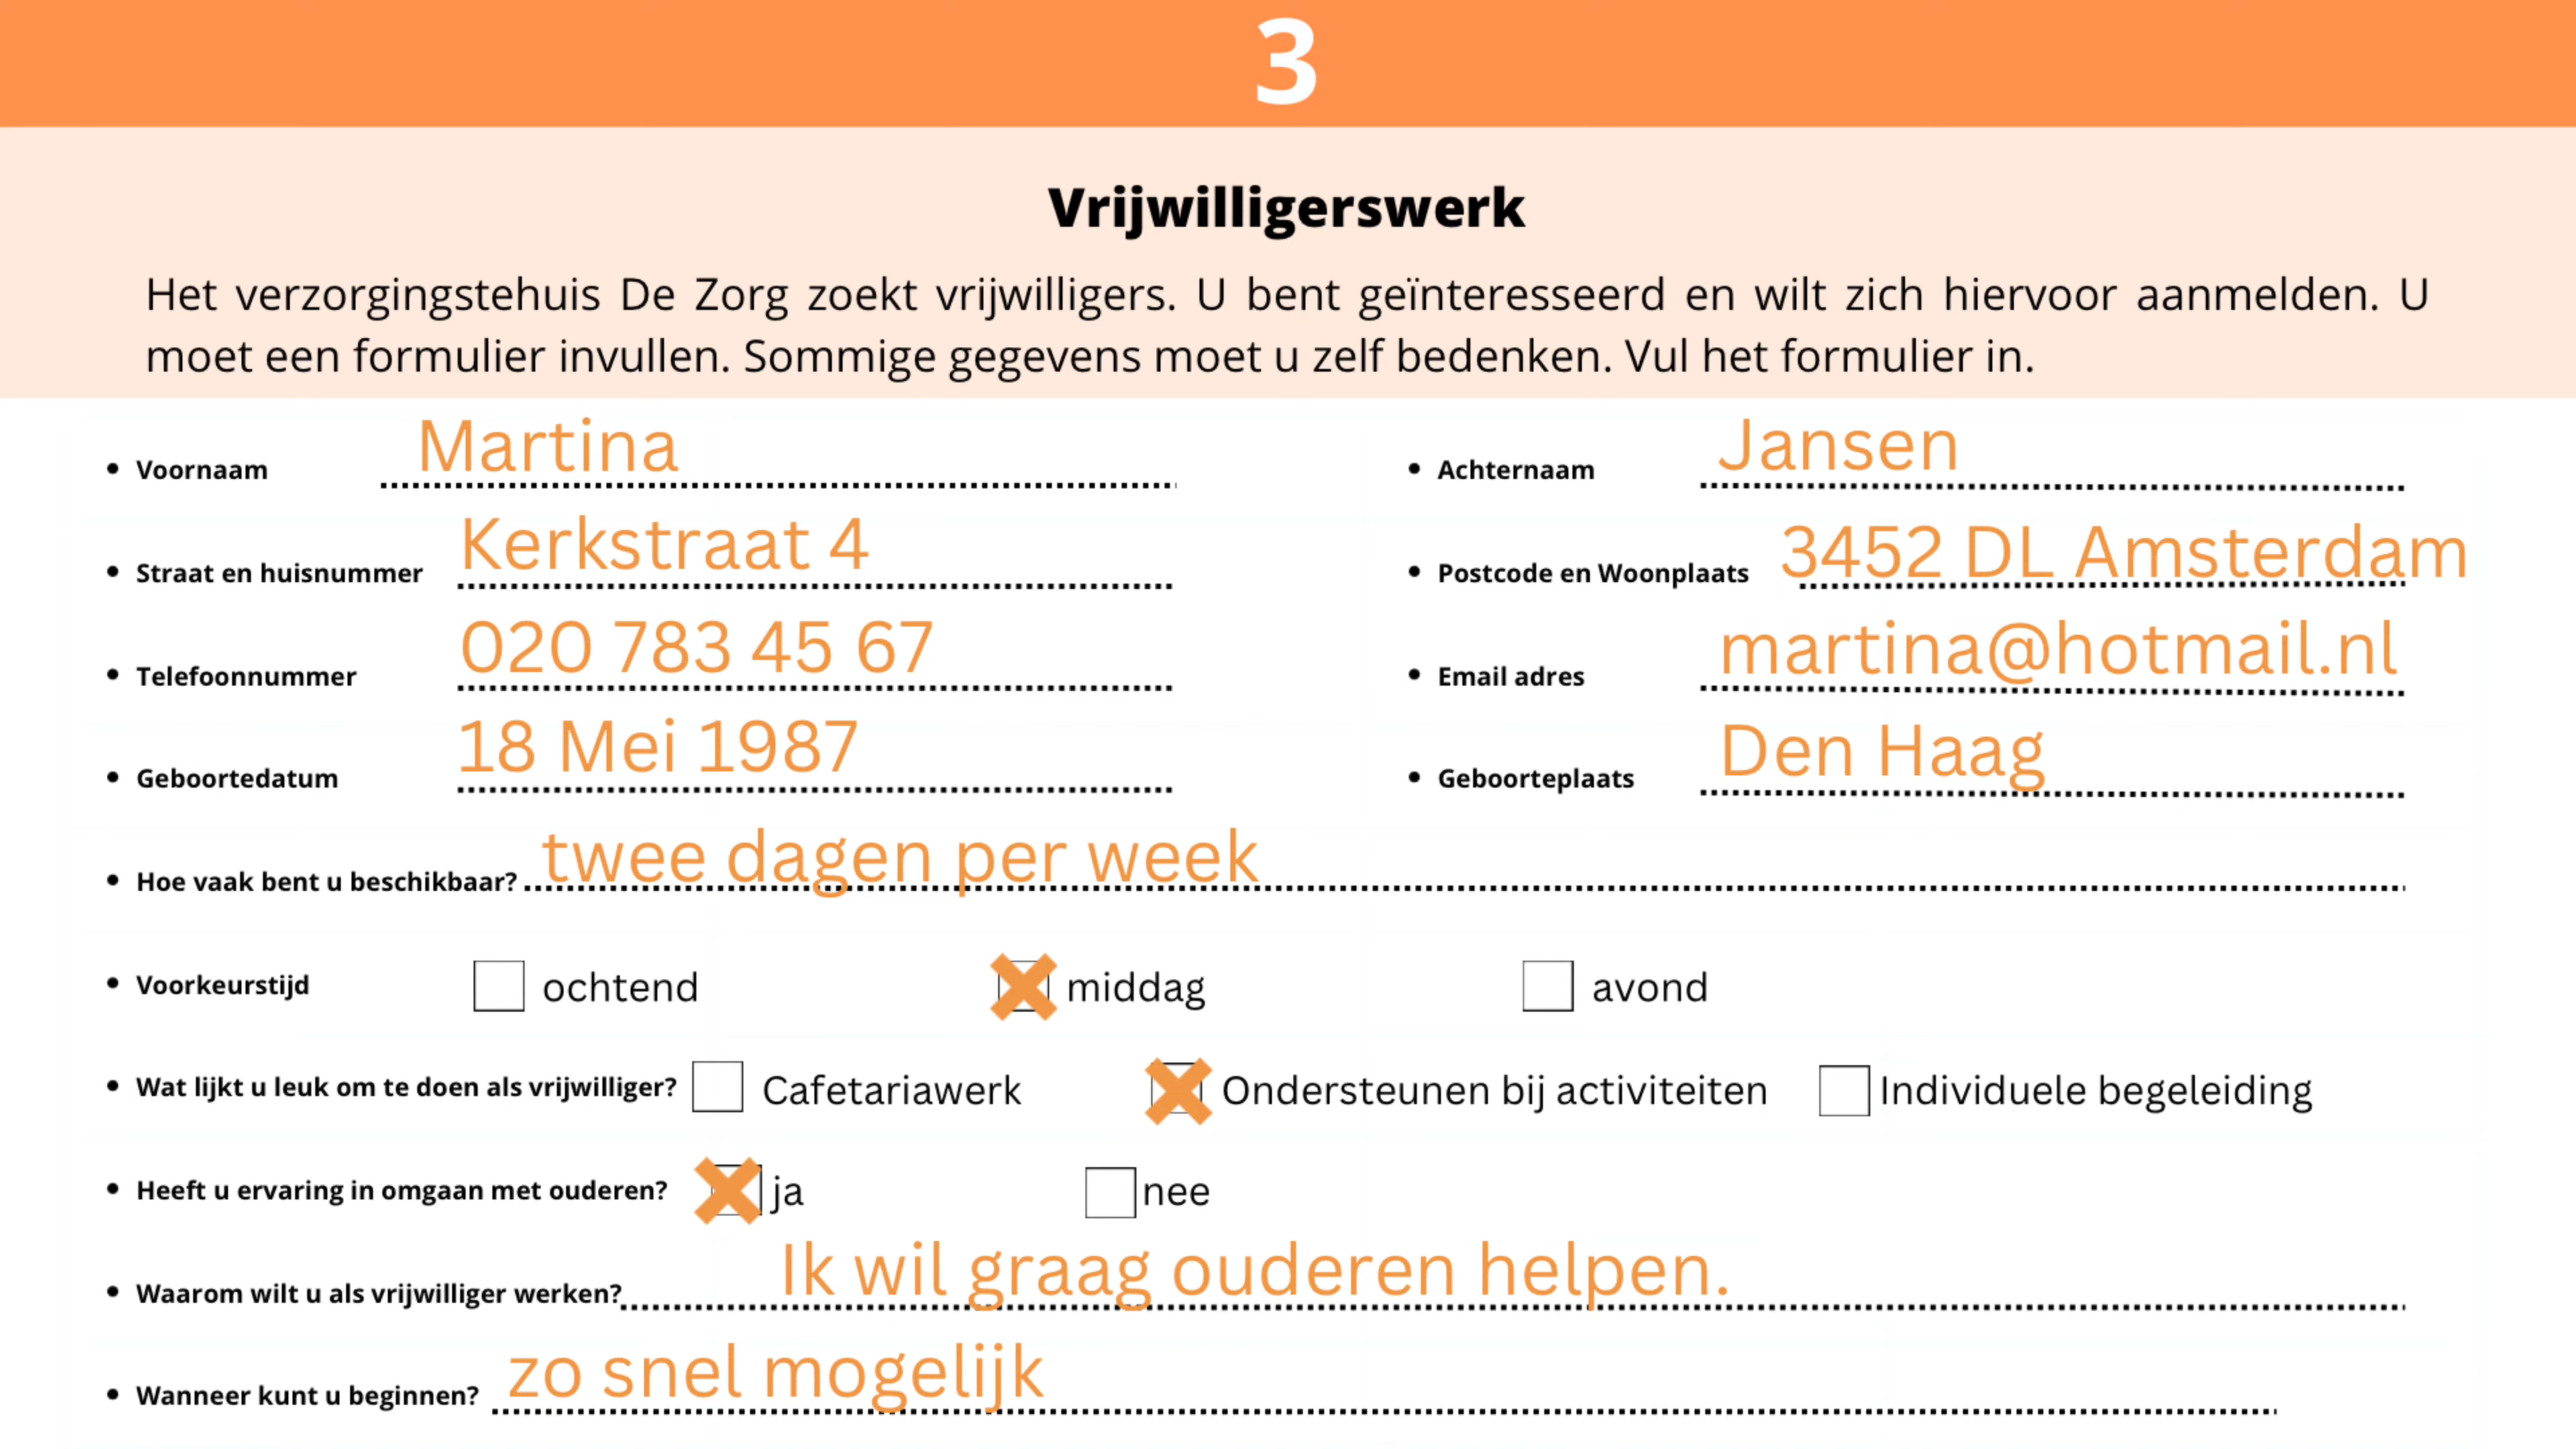 3
Vrijwilligerswerk
Het verzorgingstehuis De Zorg zoekt vrijwilligers. U bent geïnteresseerd en wilt zich hiervoor aanmelden. U
moet een formulier invullen. Sommige gegevens moet u zelf bedenken. Vul het formulier in.
• Voornaam Martina • Achternaam Jansen
• Straat en huisnummer Kerkstraat 4 • Postcode en Woonplaats 3452 DL Amsterdam
• Telefoonnummer 020 783 45 67 • Email adres martina@hotmail.nl
• Geboortedatum 18 Mei 1987 • Geboorteplaats Den Haag
• Hoe vaak bent u beschikbaar? twee dagen per week
• Voorkeurstijd ochtend middag avond
• Wat lijkt u leuk om te doen als vrijwilliger? Cafetariawerk Ondersteunen bij activiteiten Individuele begeleiding
• Heeft u ervaring in omgaan met ouderen? ja nee
• Waarom wilt u als vrijwilliger werken? Ik wil graag ouderen helpen.
• Wanneer kunt u beginnen? zo snel mogelijk